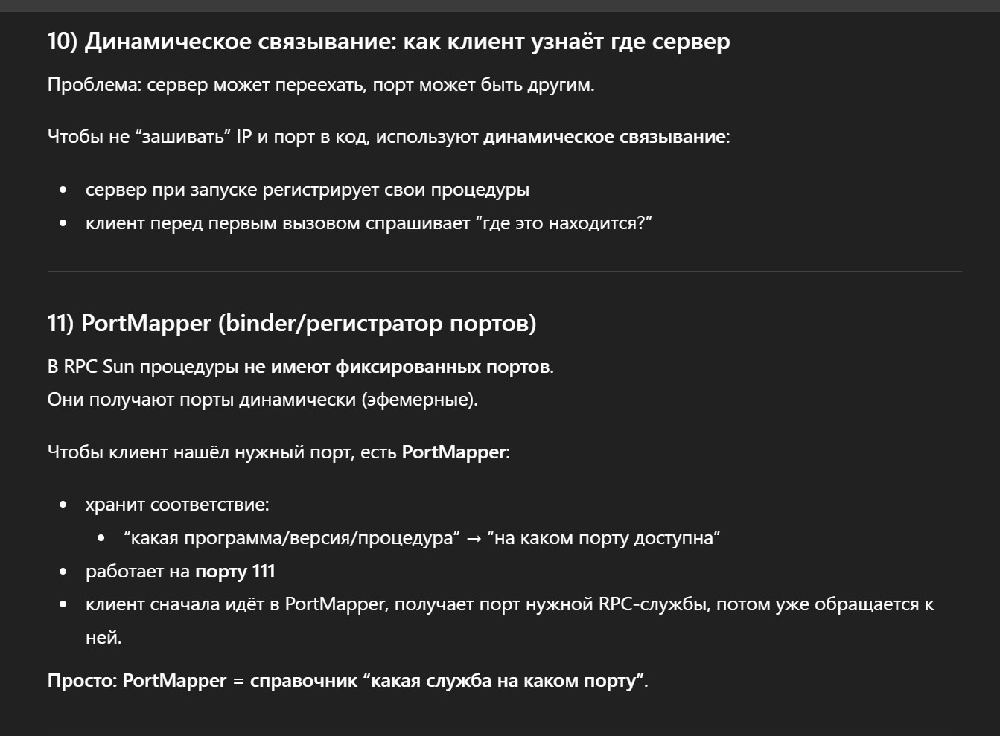 10) Динамическое связывание: как клиент узнаёт где сервер
Проблема: сервер может переехать, порт может быть другим.
Чтобы не “зашивать” IP и порт в код, используют динамическое связывание:
• сервер при запуске регистрирует свои процедуры
• клиент перед первым вызовом спрашивает “где это находится?”
11) PortMapper (binder/регистратор портов)
В RPC Sun процедуры не имеют фиксированных портов.
Они получают порты динамически (эфемерные).
Чтобы клиент нашёл нужный порт, есть PortMapper:
• хранит соответствие:
• “какая программа/версия/процедура” → “на каком порту доступна”
• работает на порту 111
• клиент сначала идёт в PortMapper, получает порт нужной RPC-службы, потом уже обращается к
ней.
Просто: PortMapper = справочник “какая служба на каком порту”.